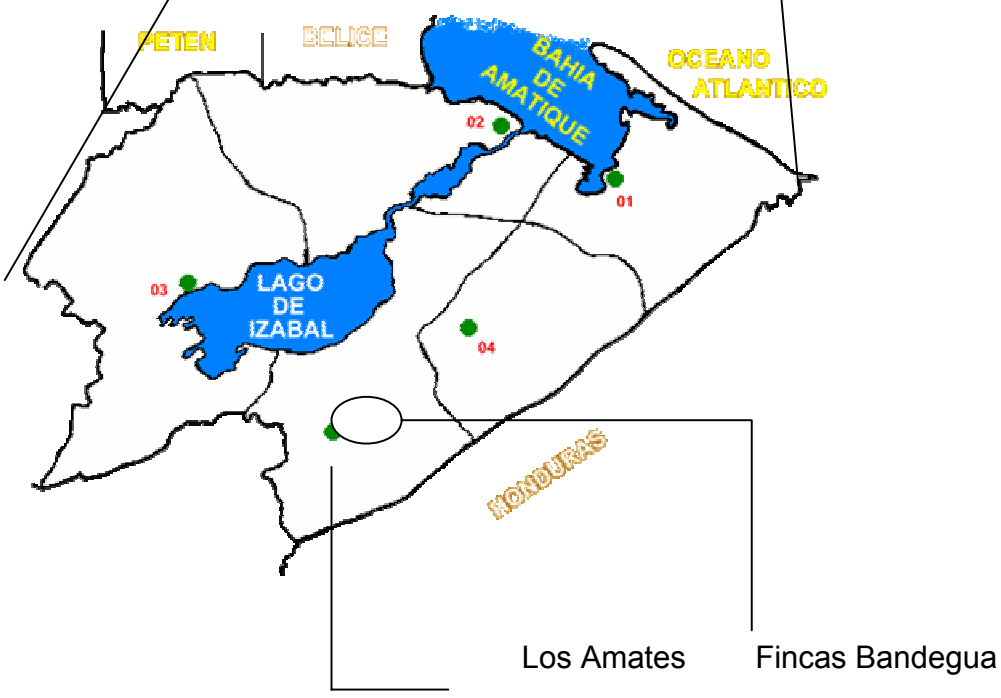 PETEN
BELICE
BAHIA
DE
AMATIQUE
OCEANO
ATLANTICO
02
01
03
LAGO
DE
IZABAL
04
HONDURAS
Los Amates
Fincas Bandegua